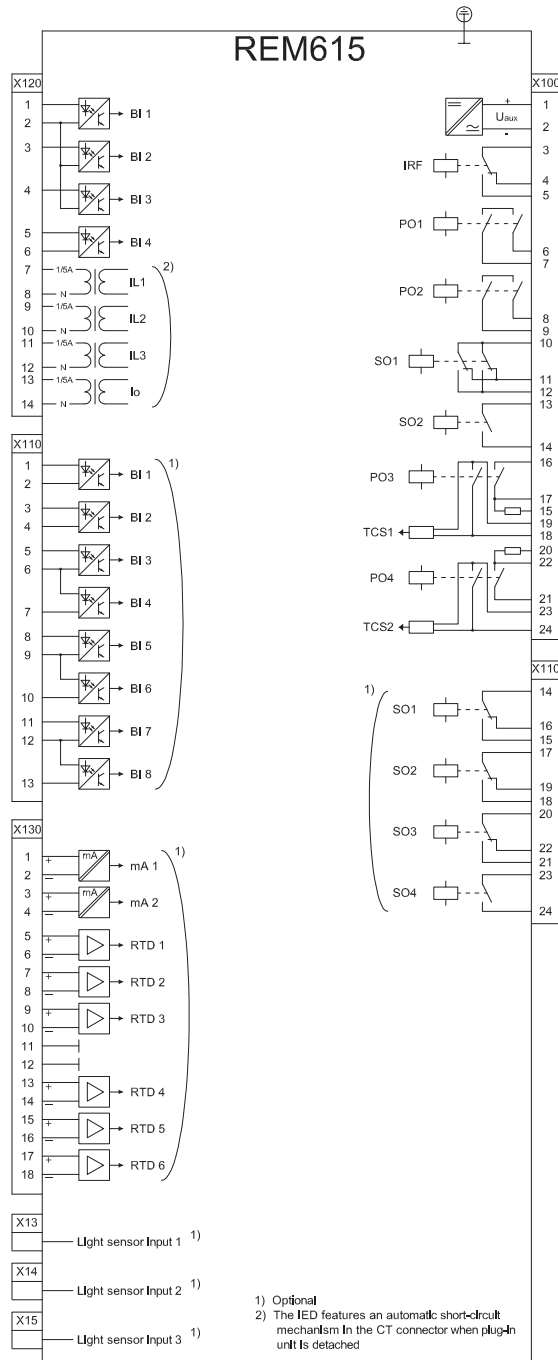 REM615
X120
1
2
BI 1
3
BI 2
4
BI 3
5
6
BI 4
7
1/5A
8
N
IL1
2)
9
1/5A
10
N
IL2
11
1/5A
12
N
IL3
13
1/5A
14
N
Io
X110
1
2
BI 1
1)
3
4
BI 2
5
6
BI 3
7
BI 4
8
9
BI 5
10
BI 6
11
12
BI 7
13
BI 8
X130
1
+
2
−
mA
mA 1
1)
3
+
4
−
mA
mA 2
5
+
6
−
RTD 1
7
+
8
−
RTD 2
9
+
10
−
RTD 3
11
12
13
+
14
−
RTD 4
15
+
16
−
RTD 5
17
+
18
−
RTD 6
X13
Light sensor input 1 1)
X14
Light sensor input 2 1)
X15
Light sensor input 3 1)
X100
+
1
Uaux
-
2
IRF
3
4
5
PO1
6
7
PO2
8
9
SO1
10
11
12
SO2
13
14
PO3
16
17
15
19
TCS1
18
20
22
PO4
21
23
TCS2
24
X110
1)
SO1
14
16
15
SO2
17
19
18
SO3
20
22
21
SO4
23
24
1) Optional
2) The IED features an automatic short-circuit
mechanism in the CT connector when plug-in
unit is detached